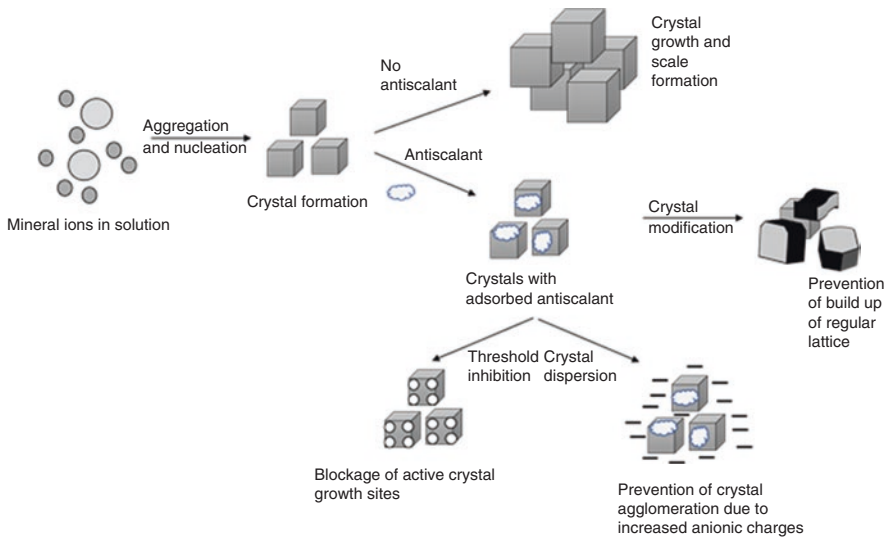 Crystal
growth and
scale
formation
No
antiscalant
Aggregation
and nucleation
Antiscalant
Crystal formation
Mineral ions in solution
Crystal
modification
Crystals with
adsorbed antiscalant
Prevention
of build up
of regular
lattice
Threshold
inhibition
Crystal
dispersion
Blockage of active crystal
growth sites
Prevention of crystal
agglomeration due to
increased anionic charges